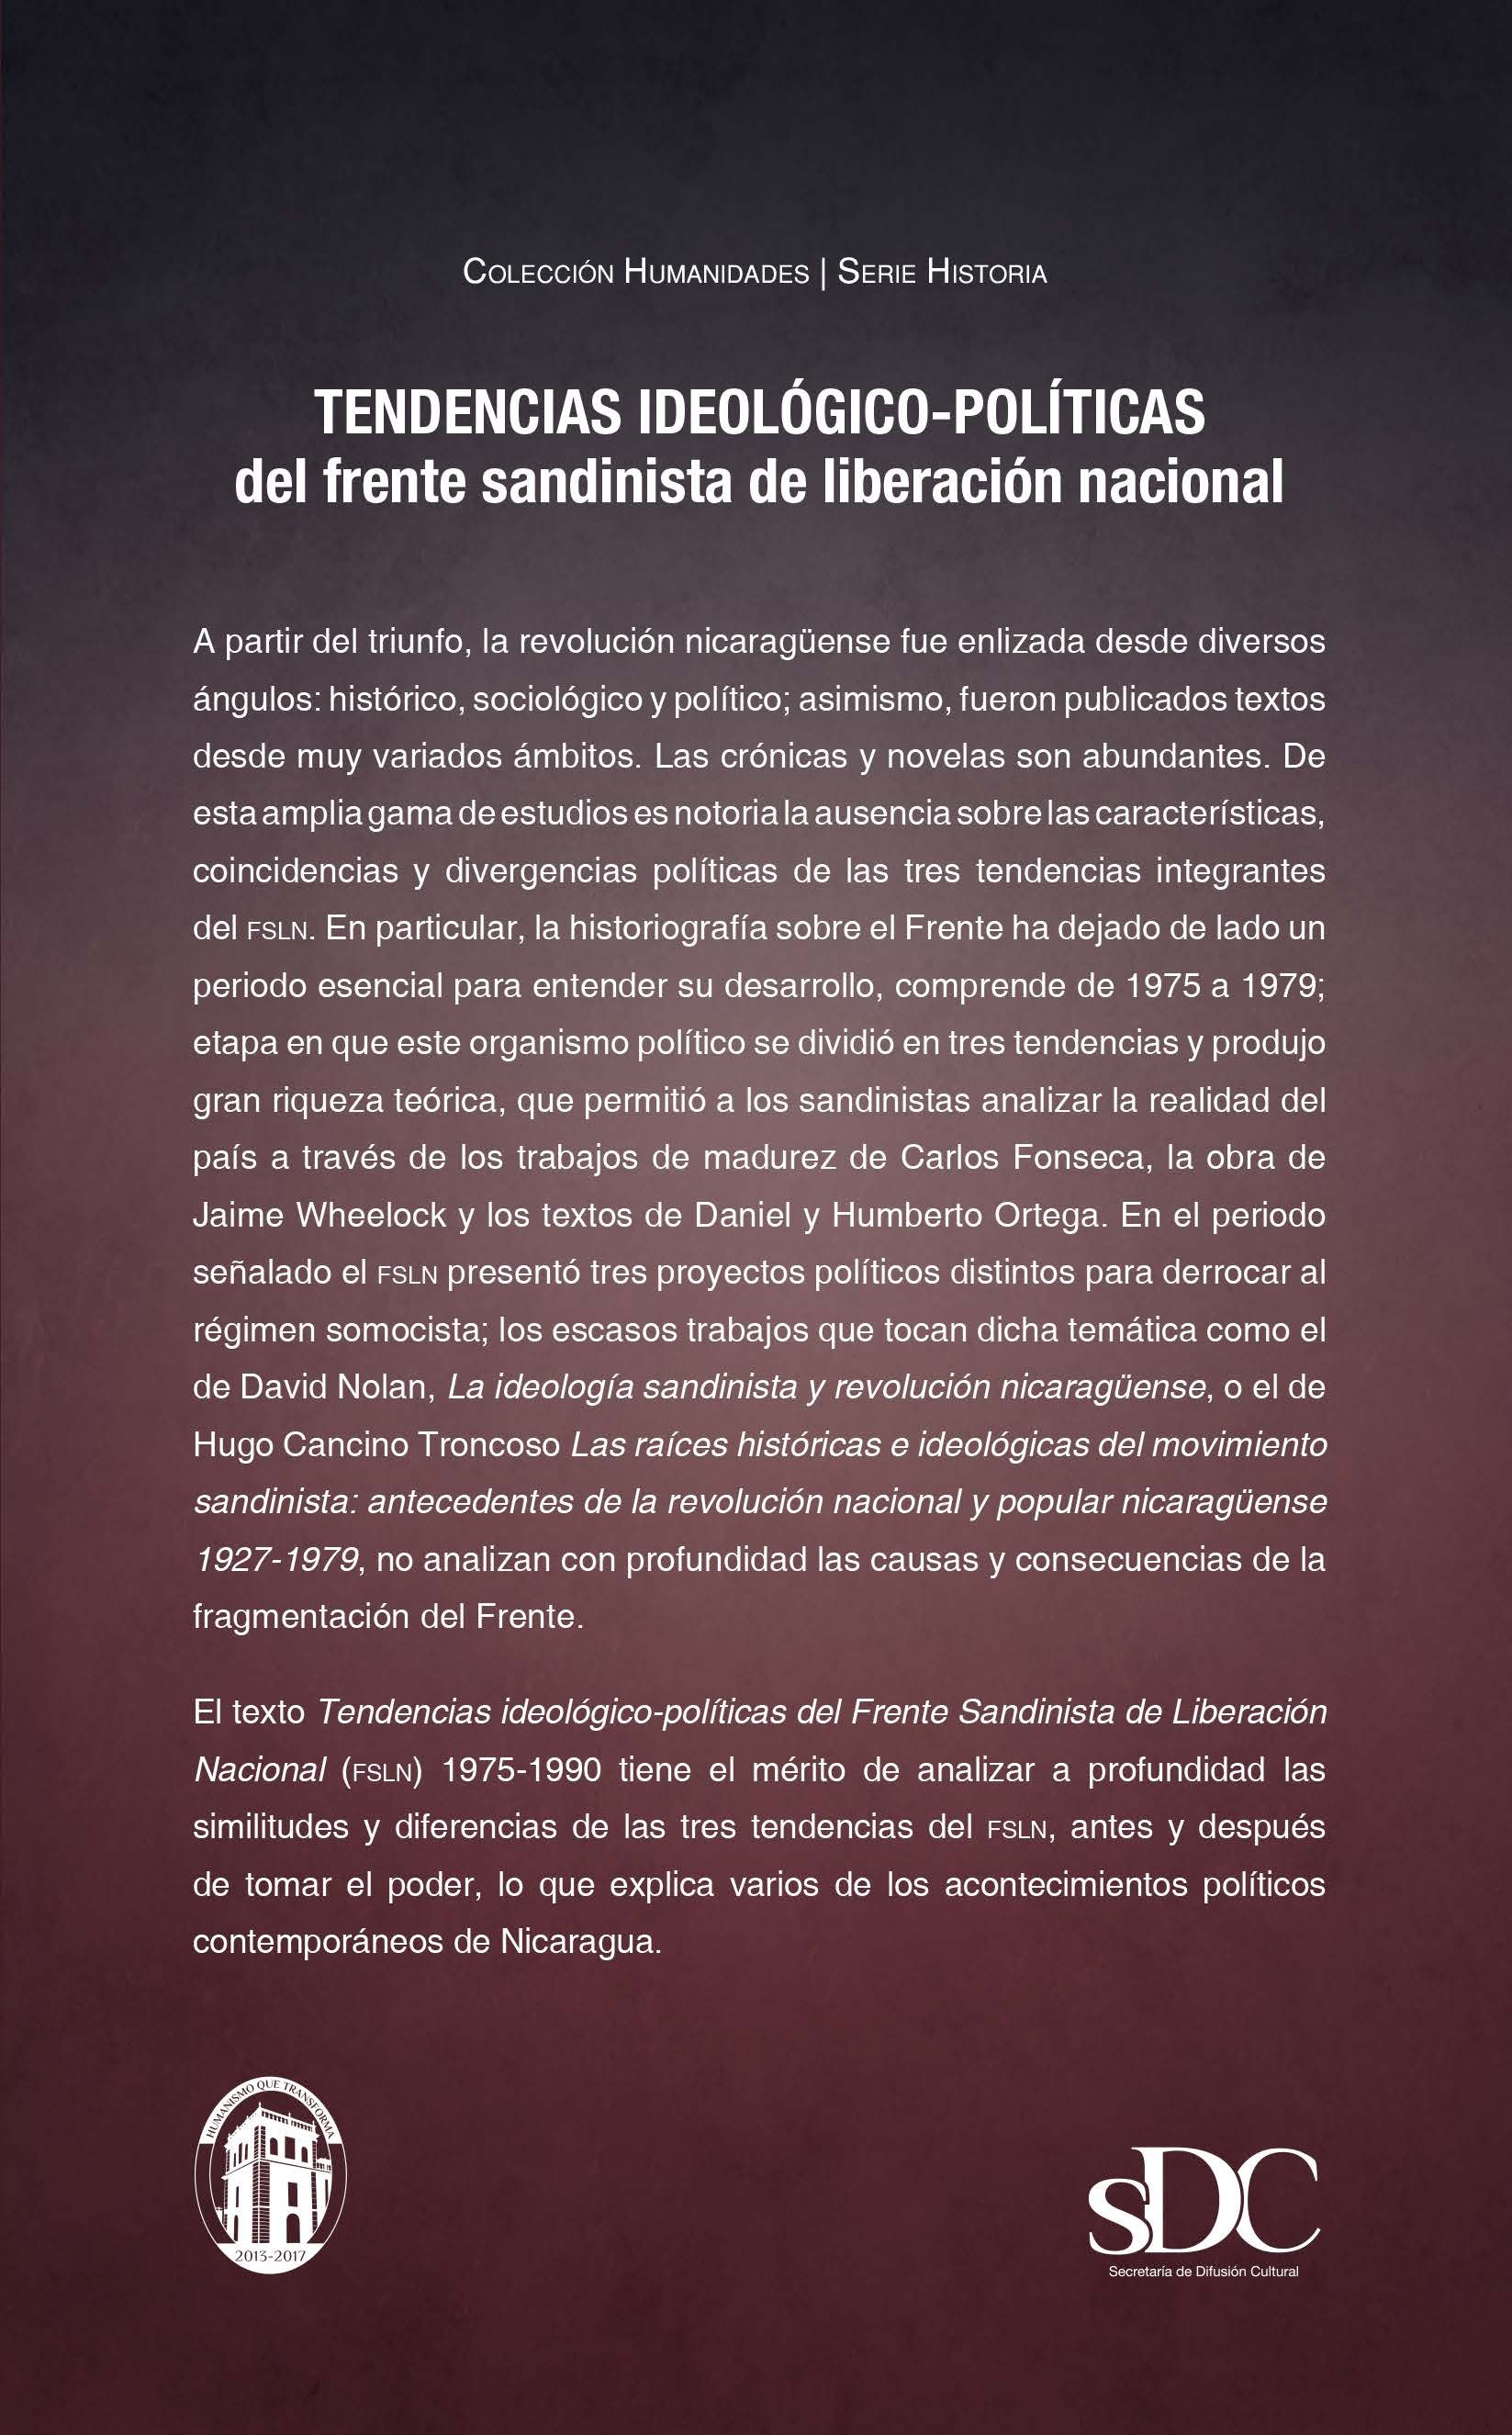 Colección Humanidades | Serie Historia
TENDENCIAS IDEOLÓGICO-POLÍTICAS
del frente sandinista de liberación nacional
A partir del triunfo, la revolución nicaragüense fue enlizada desde diversos
ángulos: histórico, sociológico y político; asimismo, fueron publicados textos
desde muy variados ámbitos. Las crónicas y novelas son abundantes. De
esta amplia gama de estudios es notoria la ausencia sobre las características,
coincidencias y divergencias políticas de las tres tendencias integrantes
del FSLN. En particular, la historiografía sobre el Frente ha dejado de lado un
periodo esencial para entender su desarrollo, comprende de 1975 a 1979;
etapa en que este organismo político se dividió en tres tendencias y produjo
gran riqueza teórica, que permitió a los sandinistas analizar la realidad del
país a través de los trabajos de madurez de Carlos Fonseca, la obra de
Jaime Wheelock y los textos de Daniel y Humberto Ortega. En el periodo
señalado el FSLN presentó tres proyectos políticos distintos para derrocar al
régimen somocista; los escasos trabajos que tocan dicha temática como el
de David Nolan, La ideología sandinista y revolución nicaragüense, o el de
Hugo Cancino Troncoso Las raíces históricas e ideológicas del movimiento
sandinista: antecedentes de la revolución nacional y popular nicaragüense
1927-1979, no analizan con profundidad las causas y consecuencias de la
fragmentación del Frente.
El texto Tendencias ideológico-políticas del Frente Sandinista de Liberación
Nacional (FSLN) 1975-1990 tiene el mérito de analizar a profundidad las
similitudes y diferencias de las tres tendencias del FSLN, antes y después
de tomar el poder, lo que explica varios de los acontecimientos políticos
contemporáneos de Nicaragua.
HUMANISMO QUE TRANSFORMA
2013-2017
sDC
Secretaría de Difusión Cultural